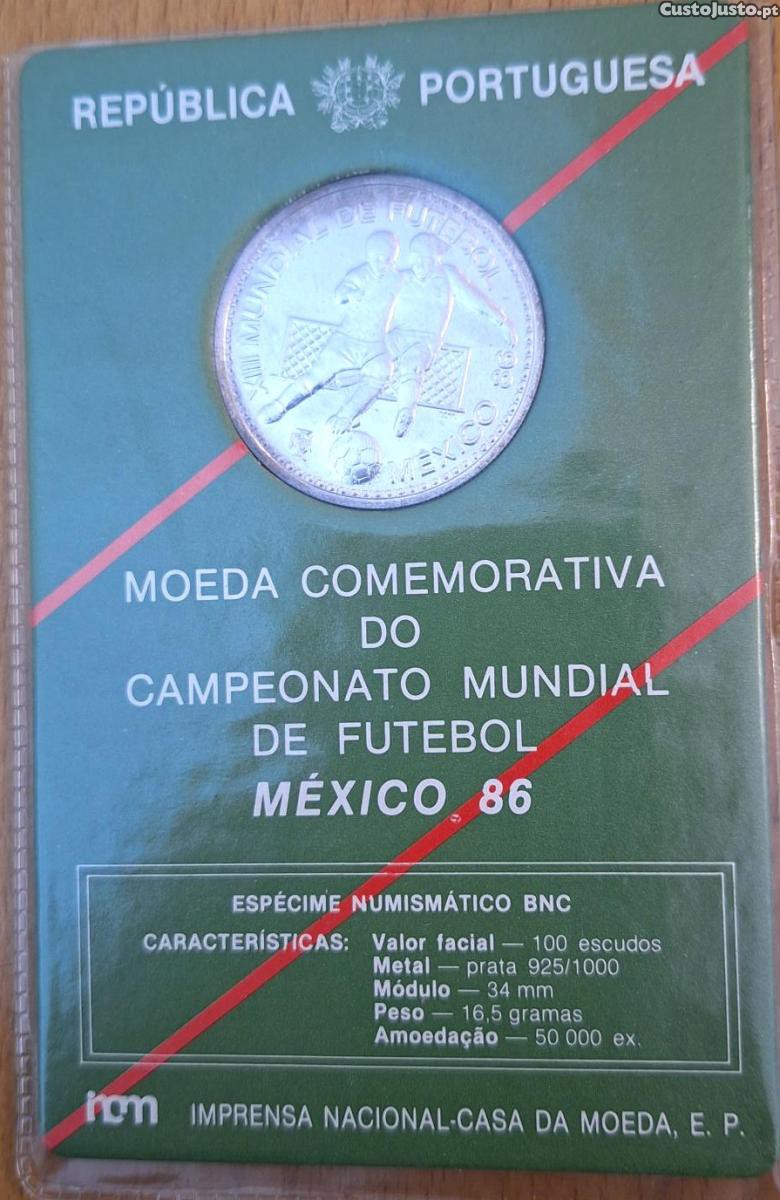 CustoJusto.pt
REPÚBLICA PORTUGUESA
XIII MUNDIAL DE FUTEBOL
MÉXICO 86
MOEDA COMEMORATIVA
DO
CAMPEONATO MUNDIAL
DE FUTEBOL
MÉXICO, 86
ESPÉCIME NUMISMÁTICO BNC
CARACTERÍSTICAS: Valor facial — 100 escudos
Metal — prata 925/1000
Módulo — 34 mm
Peso — 16,5 gramas
Amoedação — 50 000 ex.
incm IMPRENSA NACIONAL-CASA DA MOEDA, E. P.